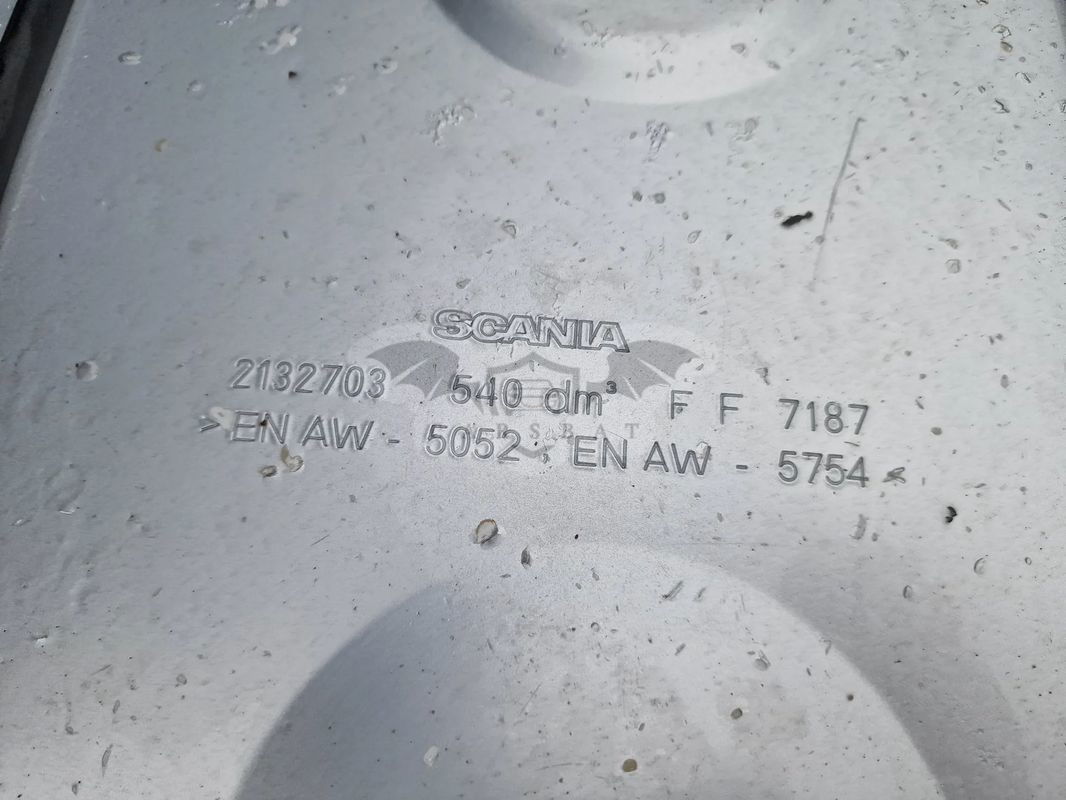 SCANIA
2132703 540 dm³ F F 7187
>EN AW - 5052 , EN AW - 5754<